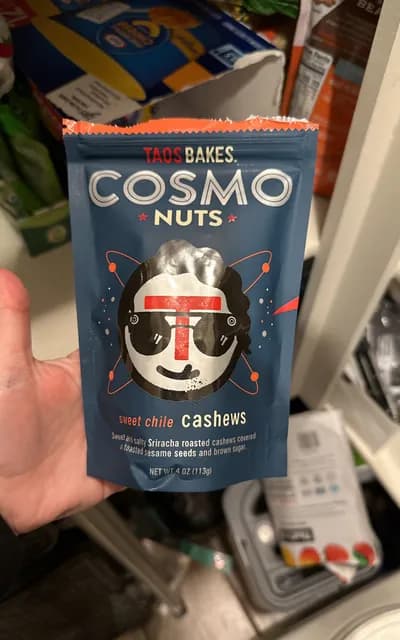 TAOS BAKES.
COSMO
NUTS
T
sweet chile cashews
Sweet and salty Sriracha roasted cashews covered
in toasted sesame seeds and brown sugar.
NET WT 4 OZ (113g)